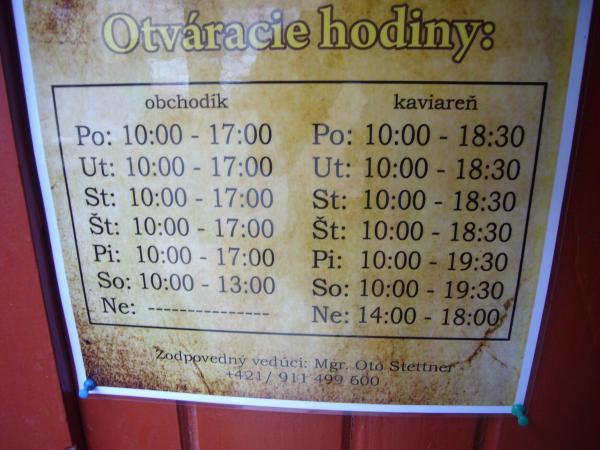 Otváracie hodiny:
obchodík kaviareň
Po: 10:00 - 17:00 Po: 10:00 - 18:30
Ut: 10:00 - 17:00 Ut: 10:00 - 18:30
St: 10:00 - 17:00 St: 10:00 - 18:30
Št: 10:00 - 17:00 Št: 10:00 - 18:30
Pi: 10:00 - 17:00 Pi: 10:00 - 19:30
So: 10:00 - 13:00 So: 10:00 - 19:30
Ne: --------------- Ne: 14:00 - 18:00
Zodpovedný vedúci: Mgr. Oto Stettner
+421/ 911 499 600